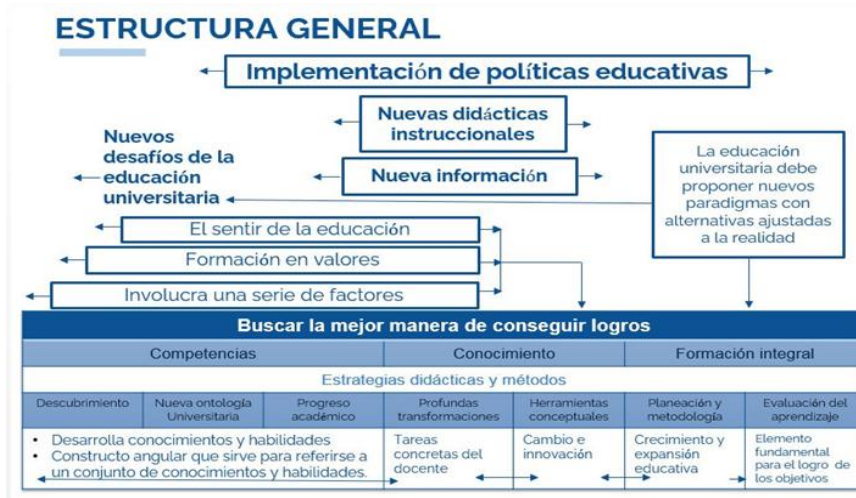 ESTRUCTURA GENERAL
Implementación de políticas educativas
Nuevas didácticas
instruccionales
Nuevos
desafíos de la
educación
universitaria
Nueva información
La educación
universitaria debe
proponer nuevos
paradigmas con
alternativas ajustadas
a la realidad
El sentir de la educación
Formación en valores
Involucra una serie de factores
Buscar la mejor manera de conseguir logros
Competencias Conocimiento Formación integral
Estrategias didácticas y métodos
Descubrimiento
Nueva ontología
Universitaria
Progreso
académico
Profundas
transformaciones
Herramientas
conceptuales
Planeación y
metodología
Evaluación del
aprendizaje
• Desarrolla conocimientos y habilidades
• Constructo angular que sirve para referirse a
un conjunto de conocimientos y habilidades.
Tareas
concretas del
docente
Cambio e
innovación
Crecimiento y
expansión
educativa
Elemento
fundamental
para el logro de
los objetivos